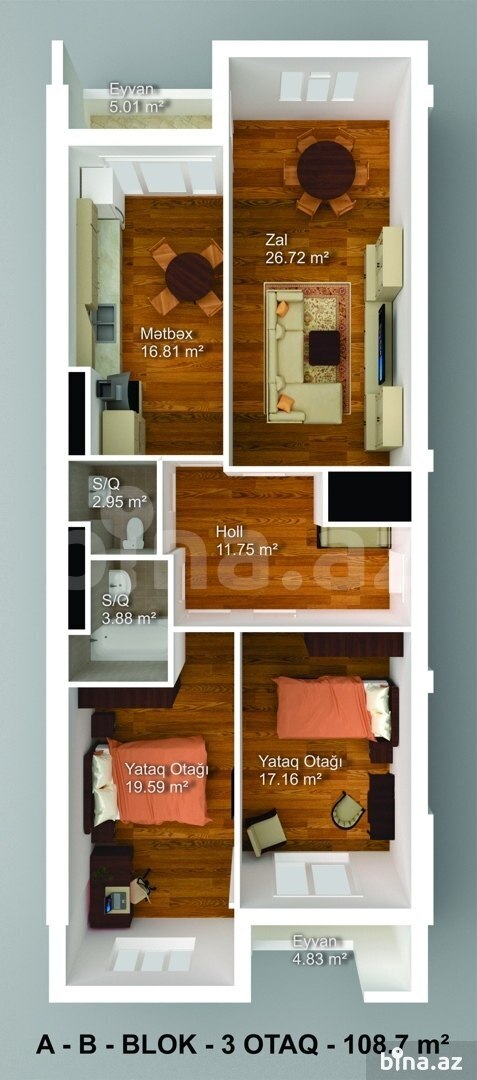 Eyvan
5.01 m²
Zal
26.72 m²
Mətbəx
16.81 m²
S/Q
2.95 m²
Holl
11.75 m²
S/Q
3.88 m²
Yataq Otağı
19.59 m²
Yataq Otağı
17.16 m²
Eyvan
4.83 m²
A - B - BLOK - 3 OTAQ - 108.7 m²
bina.az
bina.az